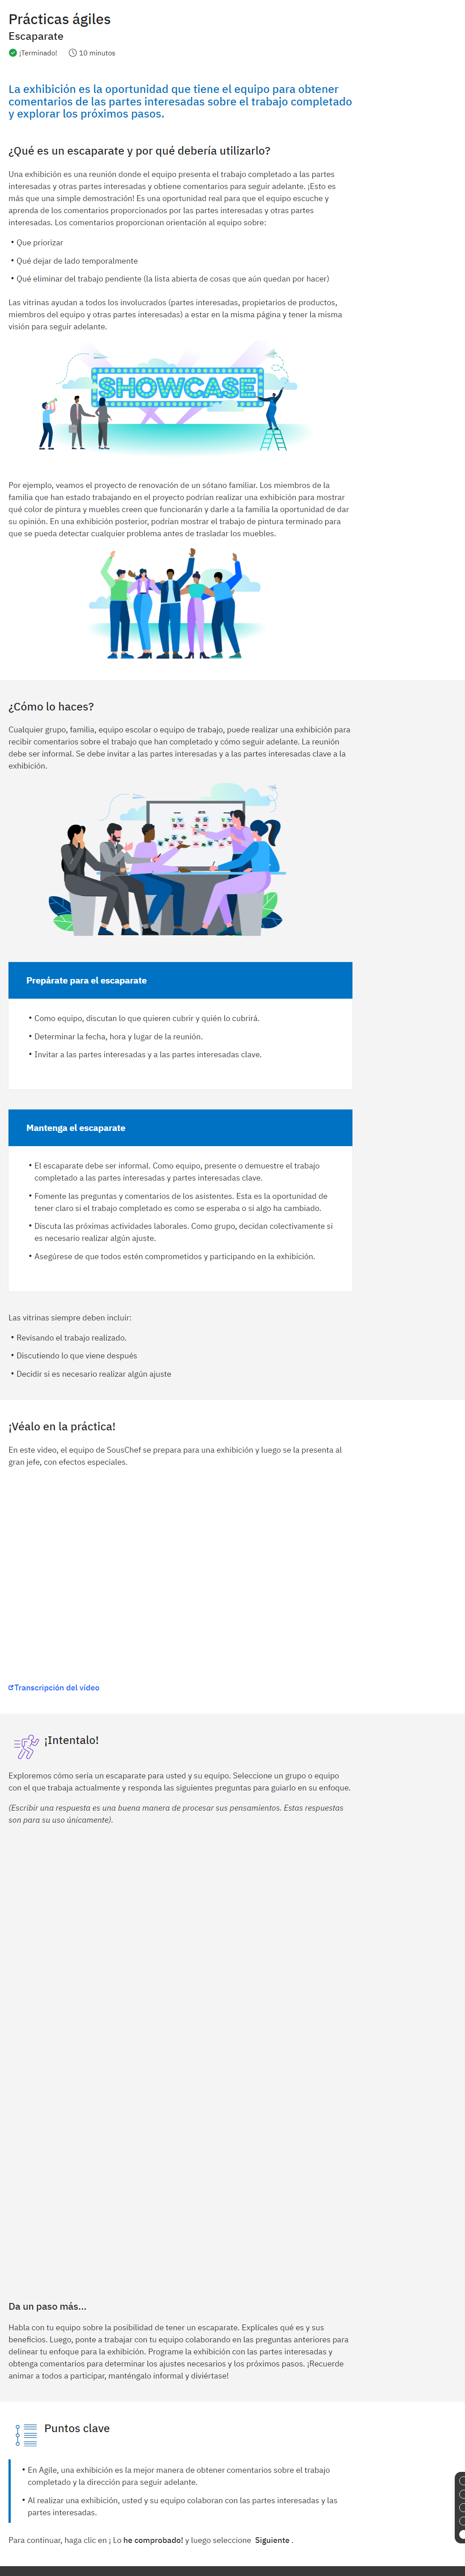 Prácticas ágiles
Escaparate
¡Terminado! 10 minutos
La exhibición es la oportunidad que tiene el equipo para obtener
comentarios de las partes interesadas sobre el trabajo completado
y explorar los próximos pasos.
¿Qué es un escaparate y por qué debería utilizarlo?
Una exhibición es una reunión donde el equipo presenta el trabajo completado a las partes
interesadas y otras partes interesadas y obtiene comentarios para seguir adelante. ¡Esto es
más que una simple demostración! Es una oportunidad real para que el equipo escuche y
aprenda de los comentarios proporcionados por las partes interesadas y otras partes
interesadas. Los comentarios proporcionan orientación al equipo sobre:
• Que priorizar
• Qué dejar de lado temporalmente
• Qué eliminar del trabajo pendiente (la lista abierta de cosas que aún quedan por hacer)
Las vitrinas ayudan a todos los involucrados (partes interesadas, propietarios de productos,
miembros del equipo y otras partes interesadas) a estar en la misma página y tener la misma
visión para seguir adelante.
SHOWCASE
Por ejemplo, veamos el proyecto de renovación de un sótano familiar. Los miembros de la
familia que han estado trabajando en el proyecto podrían realizar una exhibición para mostrar
qué color de pintura y muebles creen que funcionarán y darle a la familia la oportunidad de dar
su opinión. En una exhibición posterior, podrían mostrar el trabajo de pintura terminado para
que se pueda detectar cualquier problema antes de trasladar los muebles.
¿Cómo lo haces?
Cualquier grupo, familia, equipo escolar o equipo de trabajo, puede realizar una exhibición para
recibir comentarios sobre el trabajo que han completado y cómo seguir adelante. La reunión
debe ser informal. Se debe invitar a las partes interesadas y a las partes interesadas clave a la
exhibición.
Prepárate para el escaparate
• Como equipo, discutan lo que quieren cubrir y quién lo cubrirá.
• Determinar la fecha, hora y lugar de la reunión.
• Invitar a las partes interesadas y a las partes interesadas clave.
Mantenga el escaparate
• El escaparate debe ser informal. Como equipo, presente o demuestre el trabajo
completado a las partes interesadas y partes interesadas clave.
• Fomente las preguntas y comentarios de los asistentes. Esta es la oportunidad de
tener claro si el trabajo completado es como se esperaba o si algo ha cambiado.
• Discuta las próximas actividades laborales. Como grupo, decidan colectivamente si
es necesario realizar algún ajuste.
• Asegúrese de que todos estén comprometidos y participando en la exhibición.
Las vitrinas siempre deben incluir:
• Revisando el trabajo realizado.
• Discutiendo lo que viene después
• Decidir si es necesario realizar algún ajuste
¡Véalo en la práctica!
En este video, el equipo de SousChef se prepara para una exhibición y luego se la presenta al
gran jefe, con efectos especiales.
Transcripción del vídeo
¡Intentalo!
Exploremos cómo sería un escaparate para usted y su equipo. Seleccione un grupo o equipo
con el que trabaja actualmente y responda las siguientes preguntas para guiarlo en su enfoque.
(Escribir una respuesta es una buena manera de procesar sus pensamientos. Estas respuestas
son para su uso únicamente).
Da un paso más...
Habla con tu equipo sobre la posibilidad de tener un escaparate. Explícales qué es y sus
beneficios. Luego, ponte a trabajar con tu equipo colaborando en las preguntas anteriores para
delinear tu enfoque para la exhibición. Programe la exhibición con las partes interesadas y
obtenga comentarios para determinar los ajustes necesarios y los próximos pasos. ¡Recuerde
animar a todos a participar, manténgalo informal y diviértase!
Puntos clave
• En Agile, una exhibición es la mejor manera de obtener comentarios sobre el trabajo
completado y la dirección para seguir adelante.
• Al realizar una exhibición, usted y su equipo colaboran con las partes interesadas y las
partes interesadas.
Para continuar, haga clic en ¡ Lo he comprobado! y luego seleccione Siguiente .